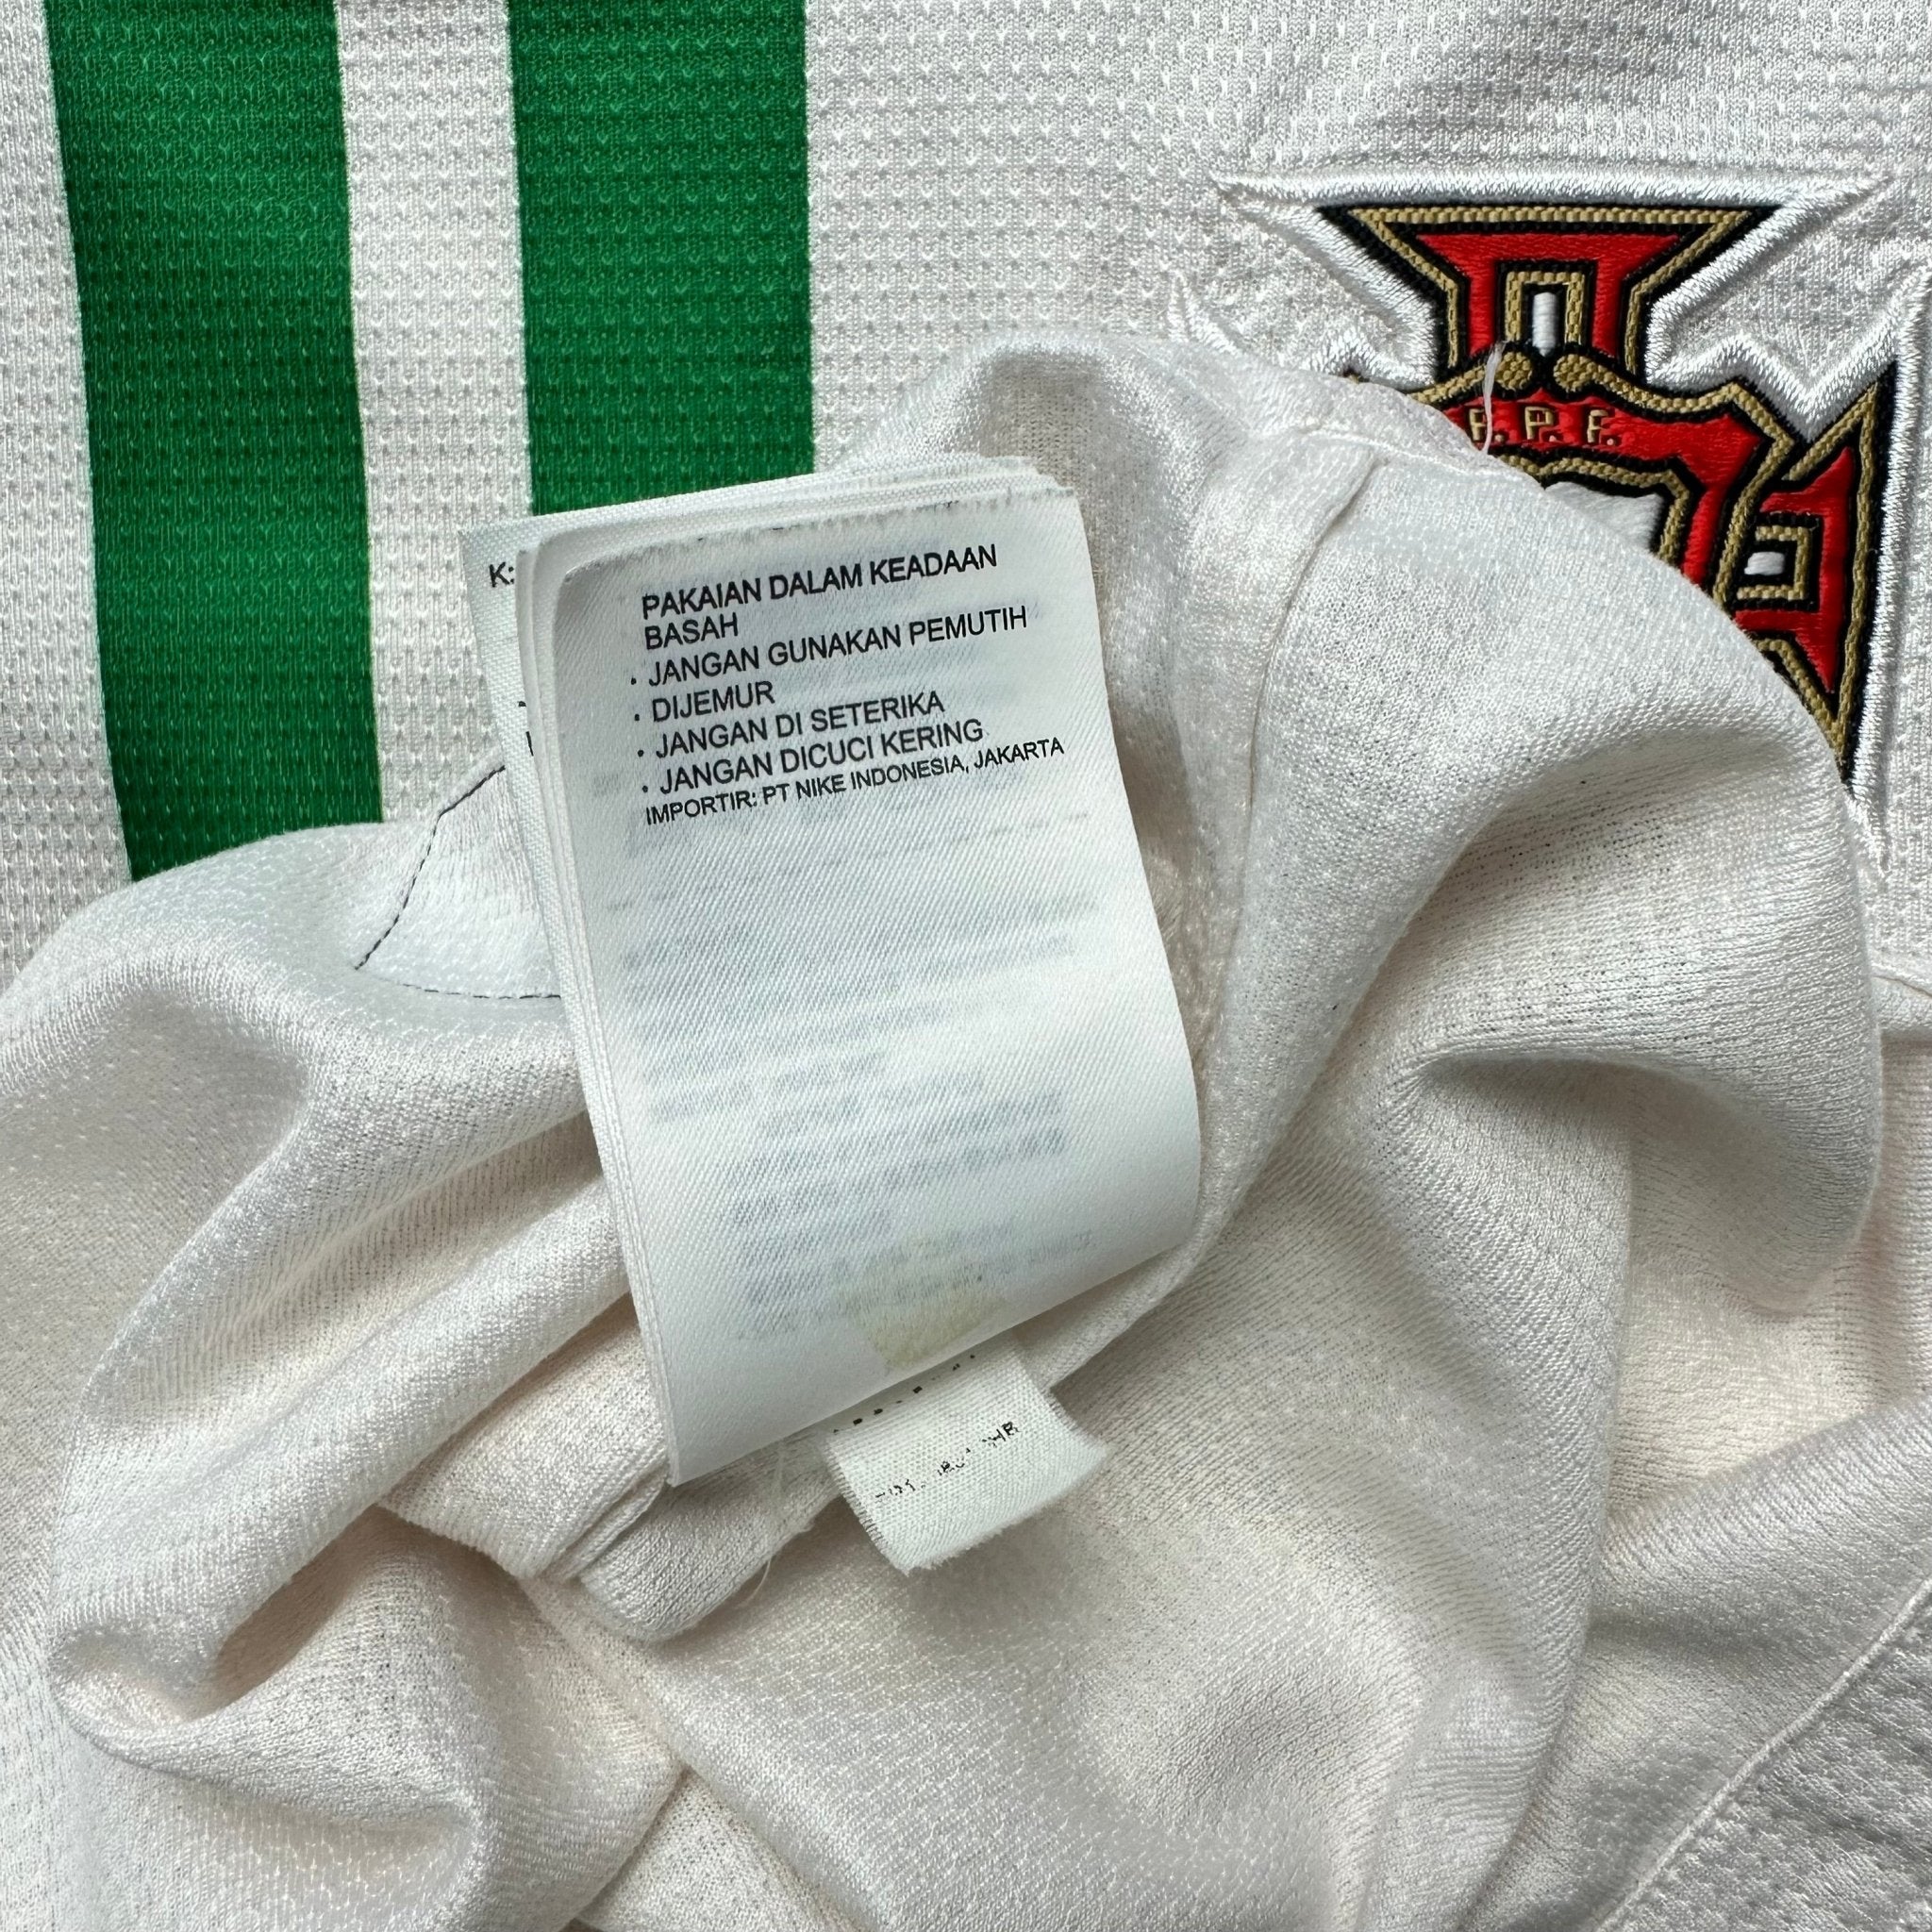 F. P. F.
K:
PAKAIAN DALAM KEADAAN
BASAH
. JANGAN GUNAKAN PEMUTIH
. DIJEMUR
. JANGAN DI SETERIKA
. JANGAN DICUCI KERING
IMPORTIR: PT NIKE INDONESIA, JAKARTA